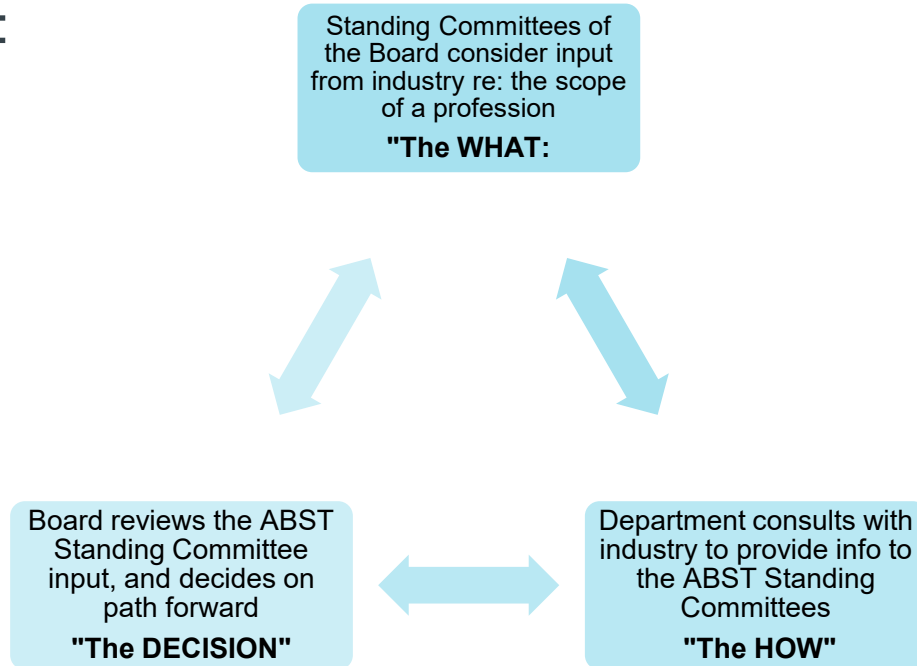 :
Standing Committees of
the Board consider input
from industry re: the scope
of a profession
"The WHAT:
Board reviews the ABST
Standing Committee
input, and decides on
path forward
"The DECISION"
Department consults with
industry to provide info to
the ABST Standing
Committees
"The HOW"